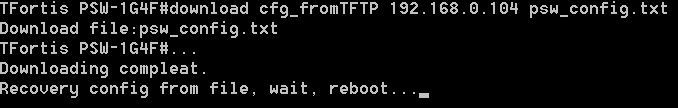 TFortis PSW-1G4F#download cfg_fromTFTP 192.168.0.104 psw_config.txt
Download file:psw_config.txt
TFortis PSW-1G4F#...
Downloading compleat.
Recovery config from file, wait, reboot..._